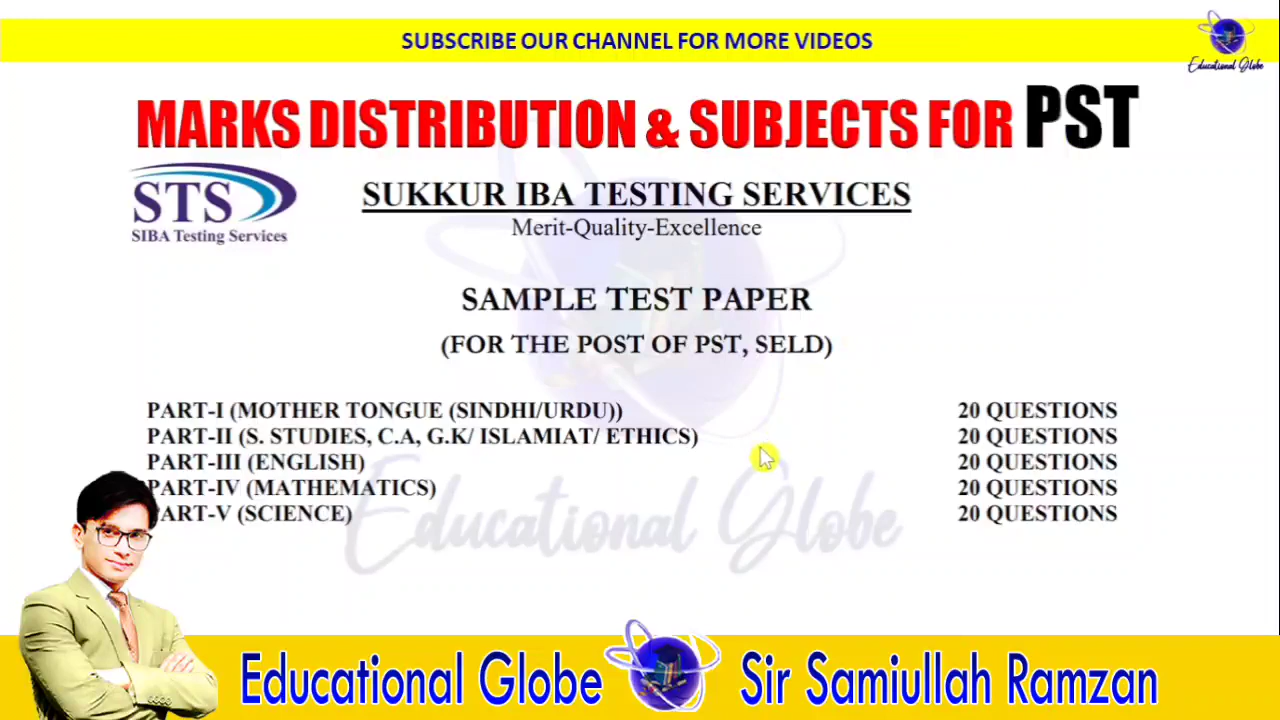 SUBSCRIBE OUR CHANNEL FOR MORE VIDEOS
Educational Globe
MARKS DISTRIBUTION & SUBJECTS FOR PST
STS
SIBA Testing Services
SUKKUR IBA TESTING SERVICES
Merit-Quality-Excellence
SAMPLE TEST PAPER
(FOR THE POST OF PST, SELD)
PART-I (MOTHER TONGUE (SINDHI/URDU)) 20 QUESTIONS
PART-II (S. STUDIES, C.A, G.K/ ISLAMIAT/ ETHICS) 20 QUESTIONS
PART-III (ENGLISH) 20 QUESTIONS
PART-IV (MATHEMATICS) 20 QUESTIONS
ART-V (SCIENCE) 20 QUESTIONS
Educational Globe
Educational Globe Sir Samiullah Ramzan